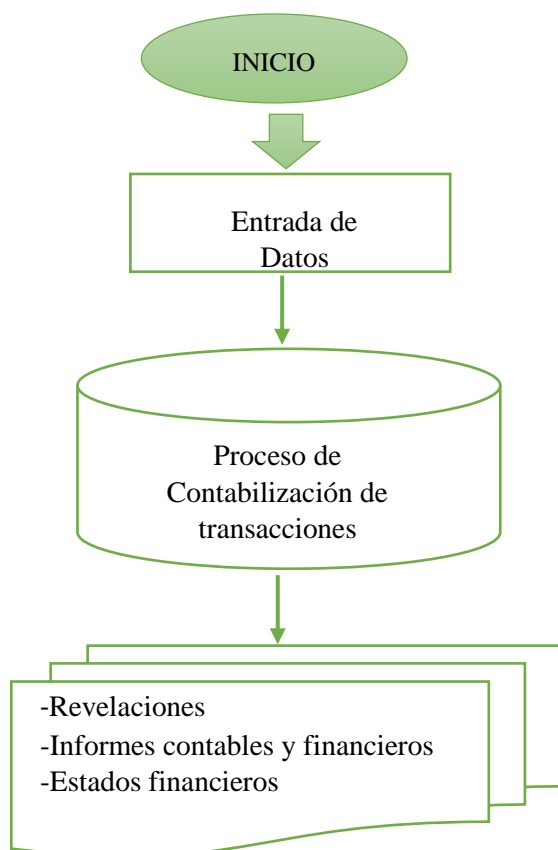 INICIO
Entrada de
Datos
Proceso de
Contabilización de
transacciones
-Revelaciones
-Informes contables y financieros
-Estados financieros